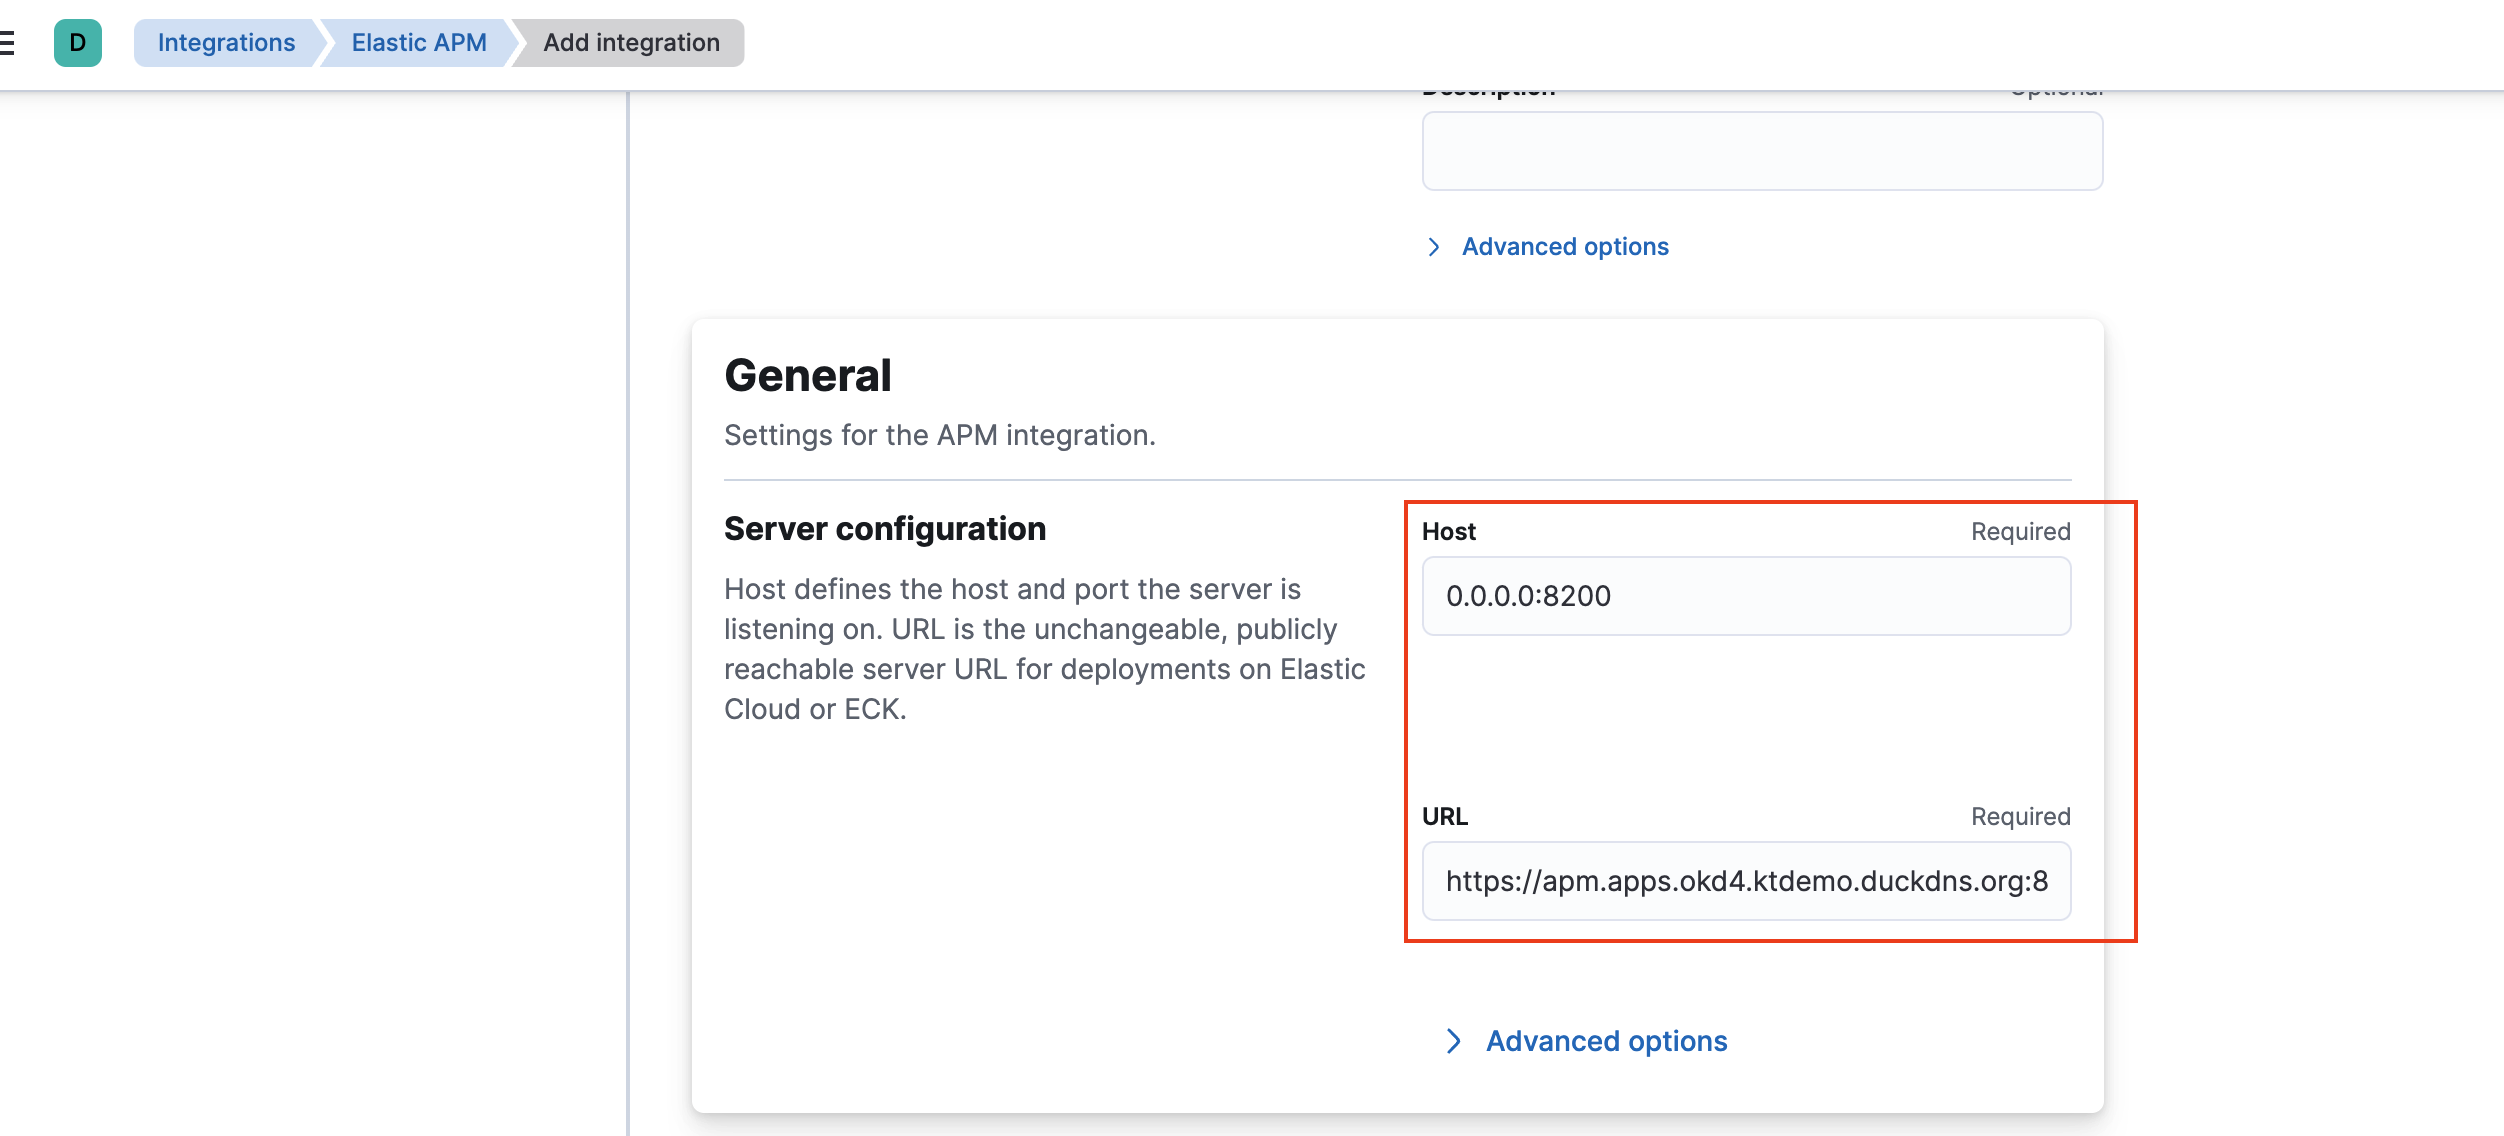 D
Integrations
Elastic APM
Add integration
Description
Optional
Advanced options
General
Settings for the APM integration.
Server configuration
Host defines the host and port the server is
listening on. URL is the unchangeable, publicly
reachable server URL for deployments on Elastic
Cloud or ECK.
Host
Required
0.0.0.0:8200
URL
Required
https://apm.apps.okd4.ktdemo.duckdns.org:8
Advanced options